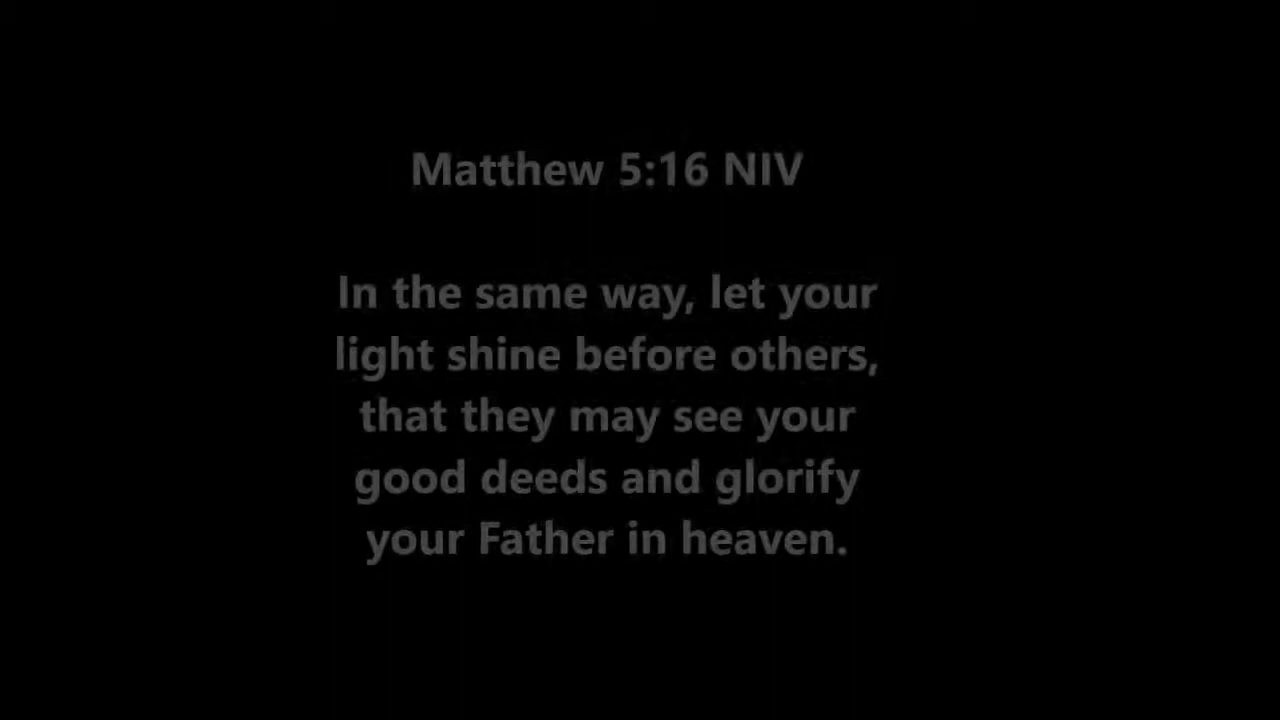 Matthew 5:16 NIV
In the same way, let your
light shine before others,
that they may see your
good deeds and glorify
your Father in heaven.